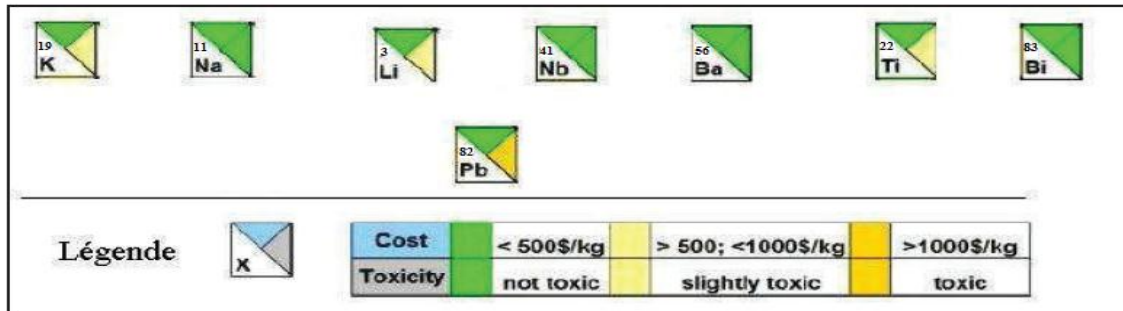 19 11 3 41 56 22 83
K Na Li Nb Ba Ti Bi
82
Pb
Légende
X
Cost < 500$/kg > 500; <1000$/kg >1000$/kg
Toxicity not toxic slightly toxic toxic